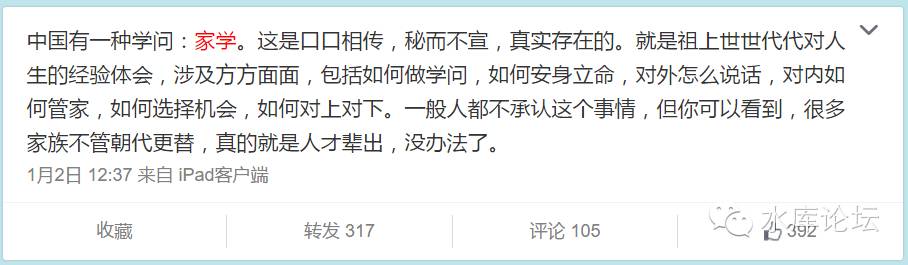 中国有一种学问：家学。这是口口相传，秘而不宣，真实存在的。就是祖上世世代代对人
生的经验体会，涉及方方面面，包括如何做学问，如何安身立命，对外怎么说话，对内如
何管家，如何选择机会，如何对上对下。一般人都不承认这个事情，但你可以看到，很多
家族不管朝代更替，真的就是人才辈出，没办法了。
1月2日 12:37 来自 iPad客户端
收藏 转发 317 评论 105 392
水库论坛